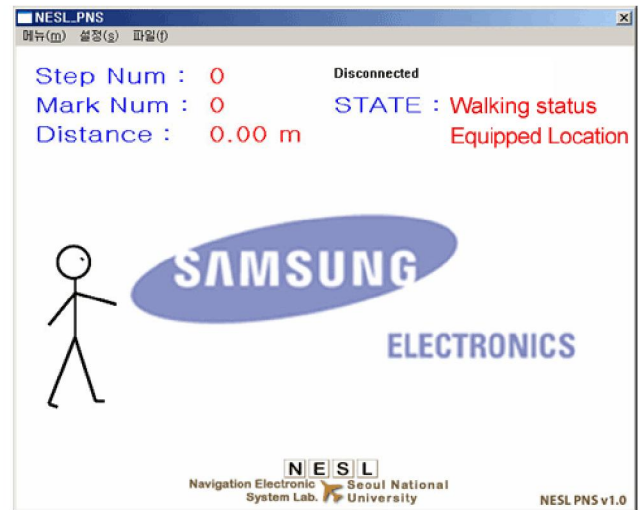 NESL_PNS
메뉴(m) 설정(s) 파일(f)
Step Num : 0
Mark Num : 0
Distance : 0.00 m
Disconnected
STATE : Walking status
Equipped Location
SAMSUNG
ELECTRONICS
NESL
Navigation Electronic Seoul National
System Lab. University
NESL PNS v1.0